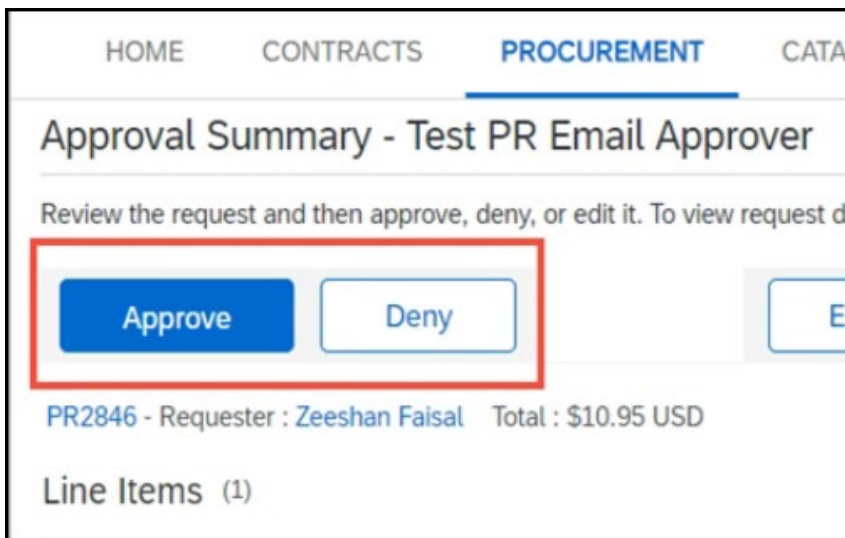 HOME CONTRACTS PROCUREMENT CATA
Approval Summary - Test PR Email Approver
Review the request and then approve, deny, or edit it. To view request d
Approve Deny E
PR2846 - Requester : Zeeshan Faisal Total : $10.95 USD
Line Items (1)